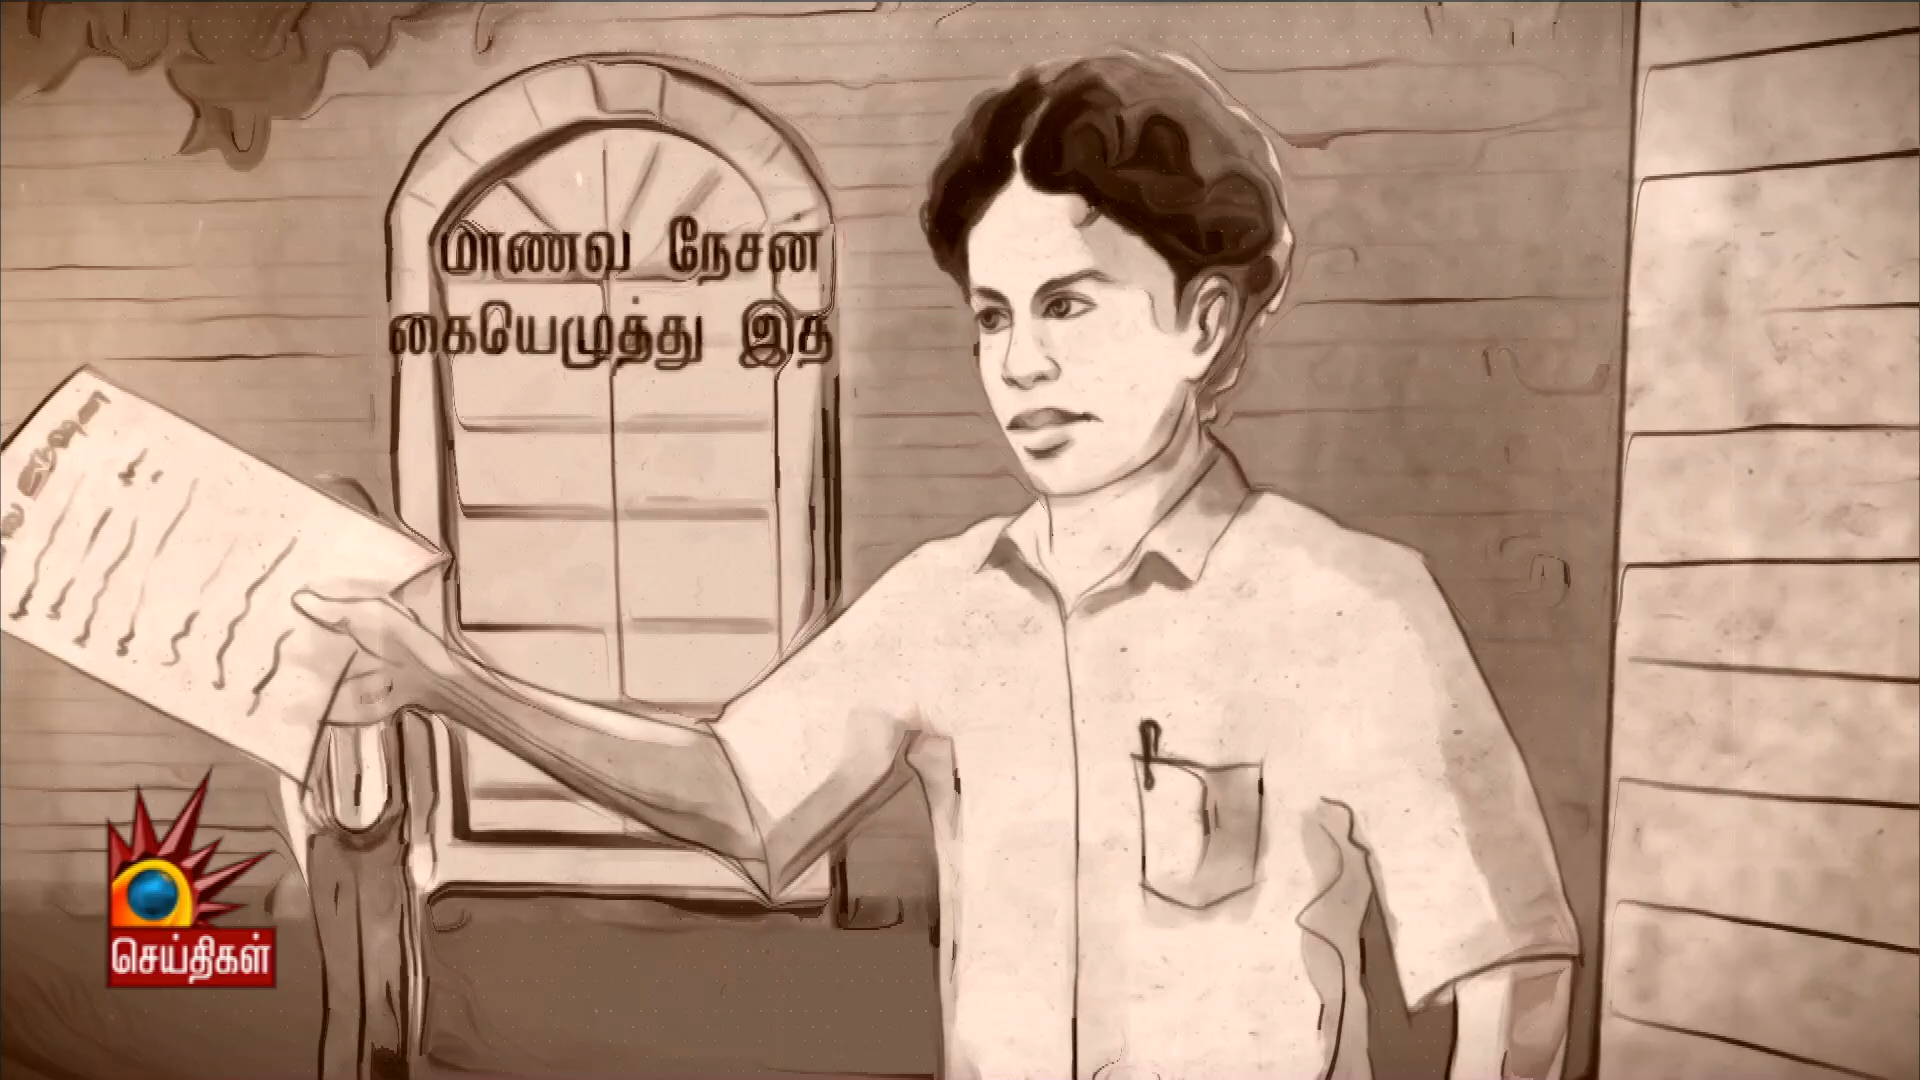 மாணவ நேசன
கையெழுத்து இத
செய்திகள்